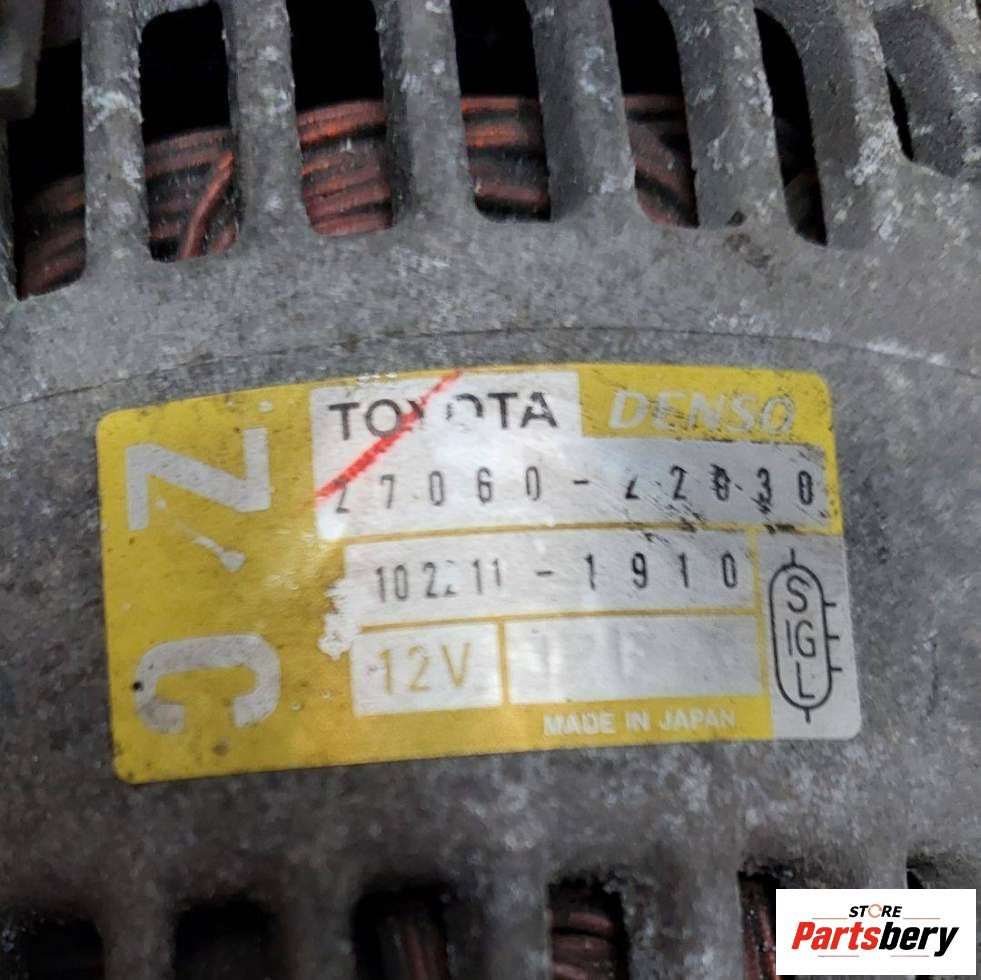 TOYOTA DENSO
27060-22030
102211-1910
12V
MADE IN JAPAN
S
IG
L
C/Z.
STORE
Partsbery